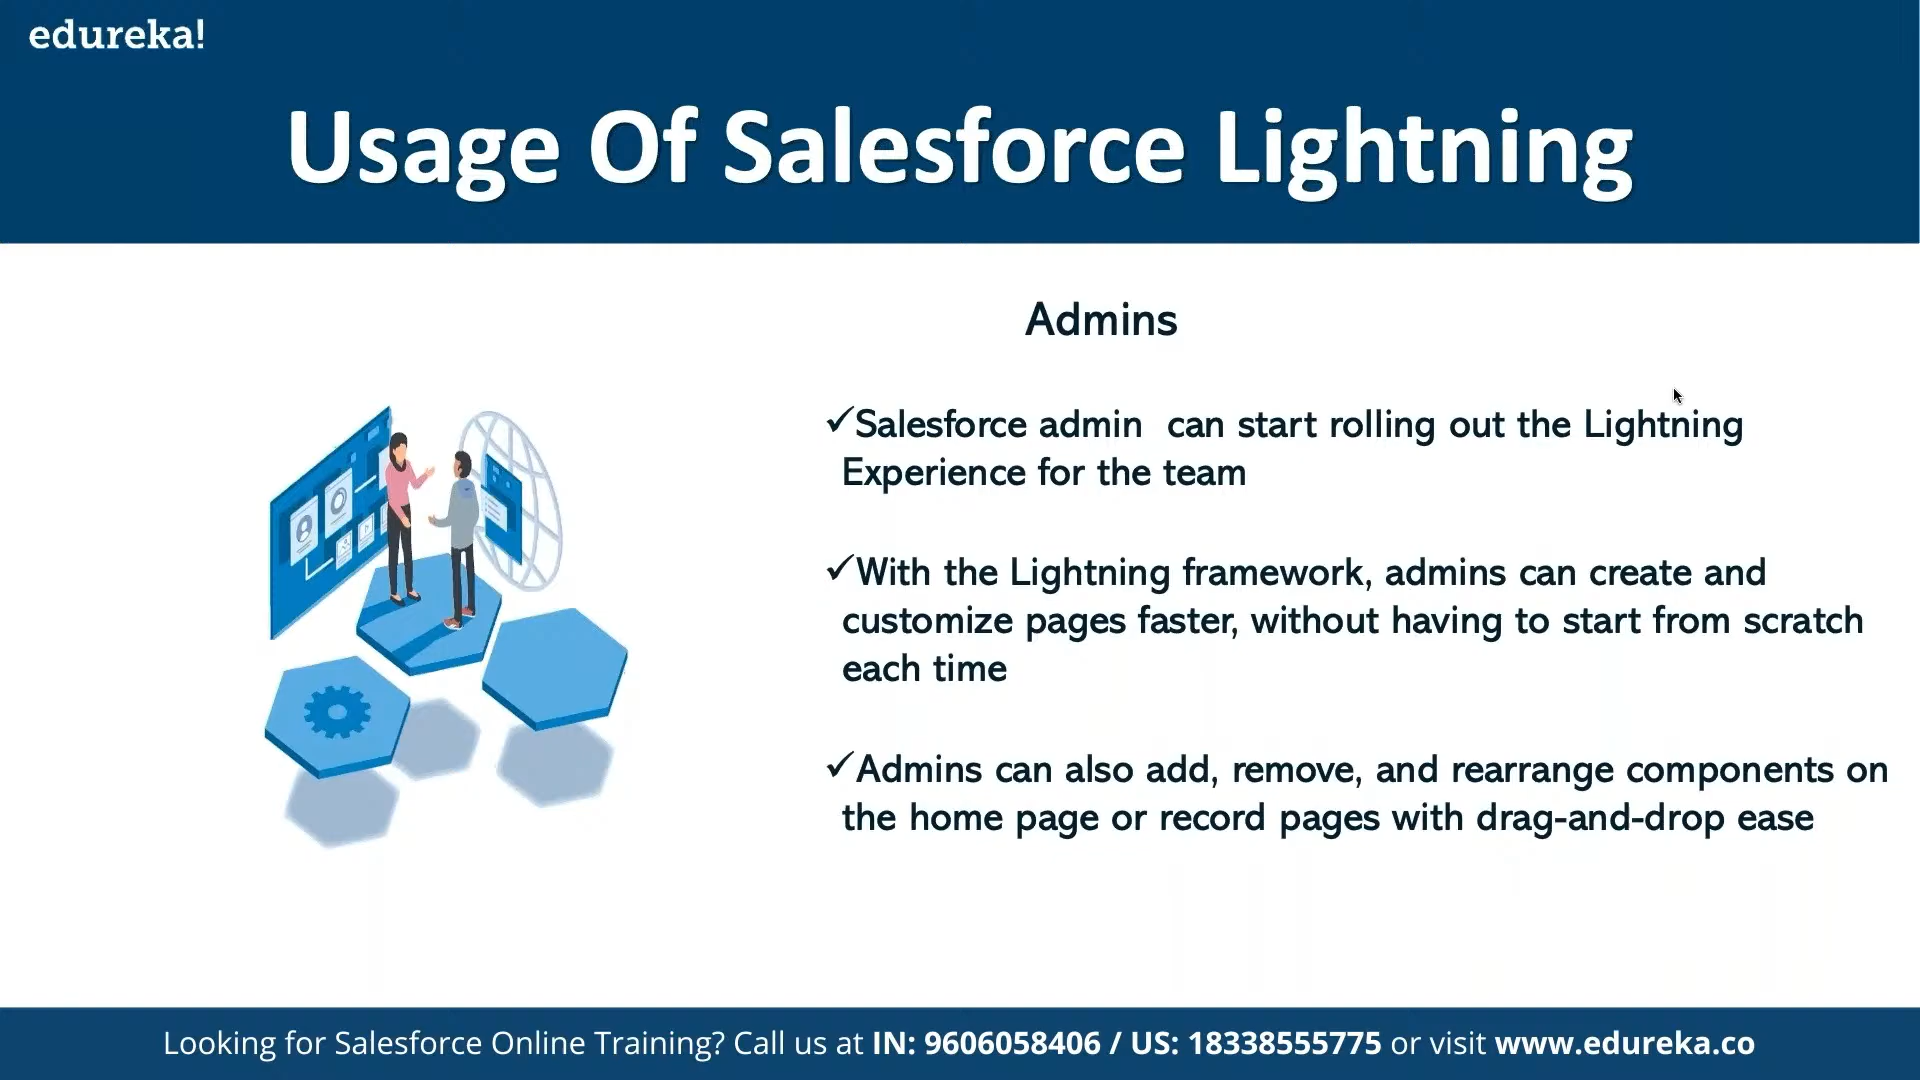 edureka!
Usage Of Salesforce Lightning
Admins
✓Salesforce admin  can start rolling out the Lightning
Experience for the team
✓With the Lightning framework, admins can create and
customize pages faster, without having to start from scratch
each time
✓Admins can also add, remove, and rearrange components on
the home page or record pages with drag-and-drop ease
Looking for Salesforce Online Training? Call us at IN: 9606058406 / US: 18338555775 or visit www.edureka.co